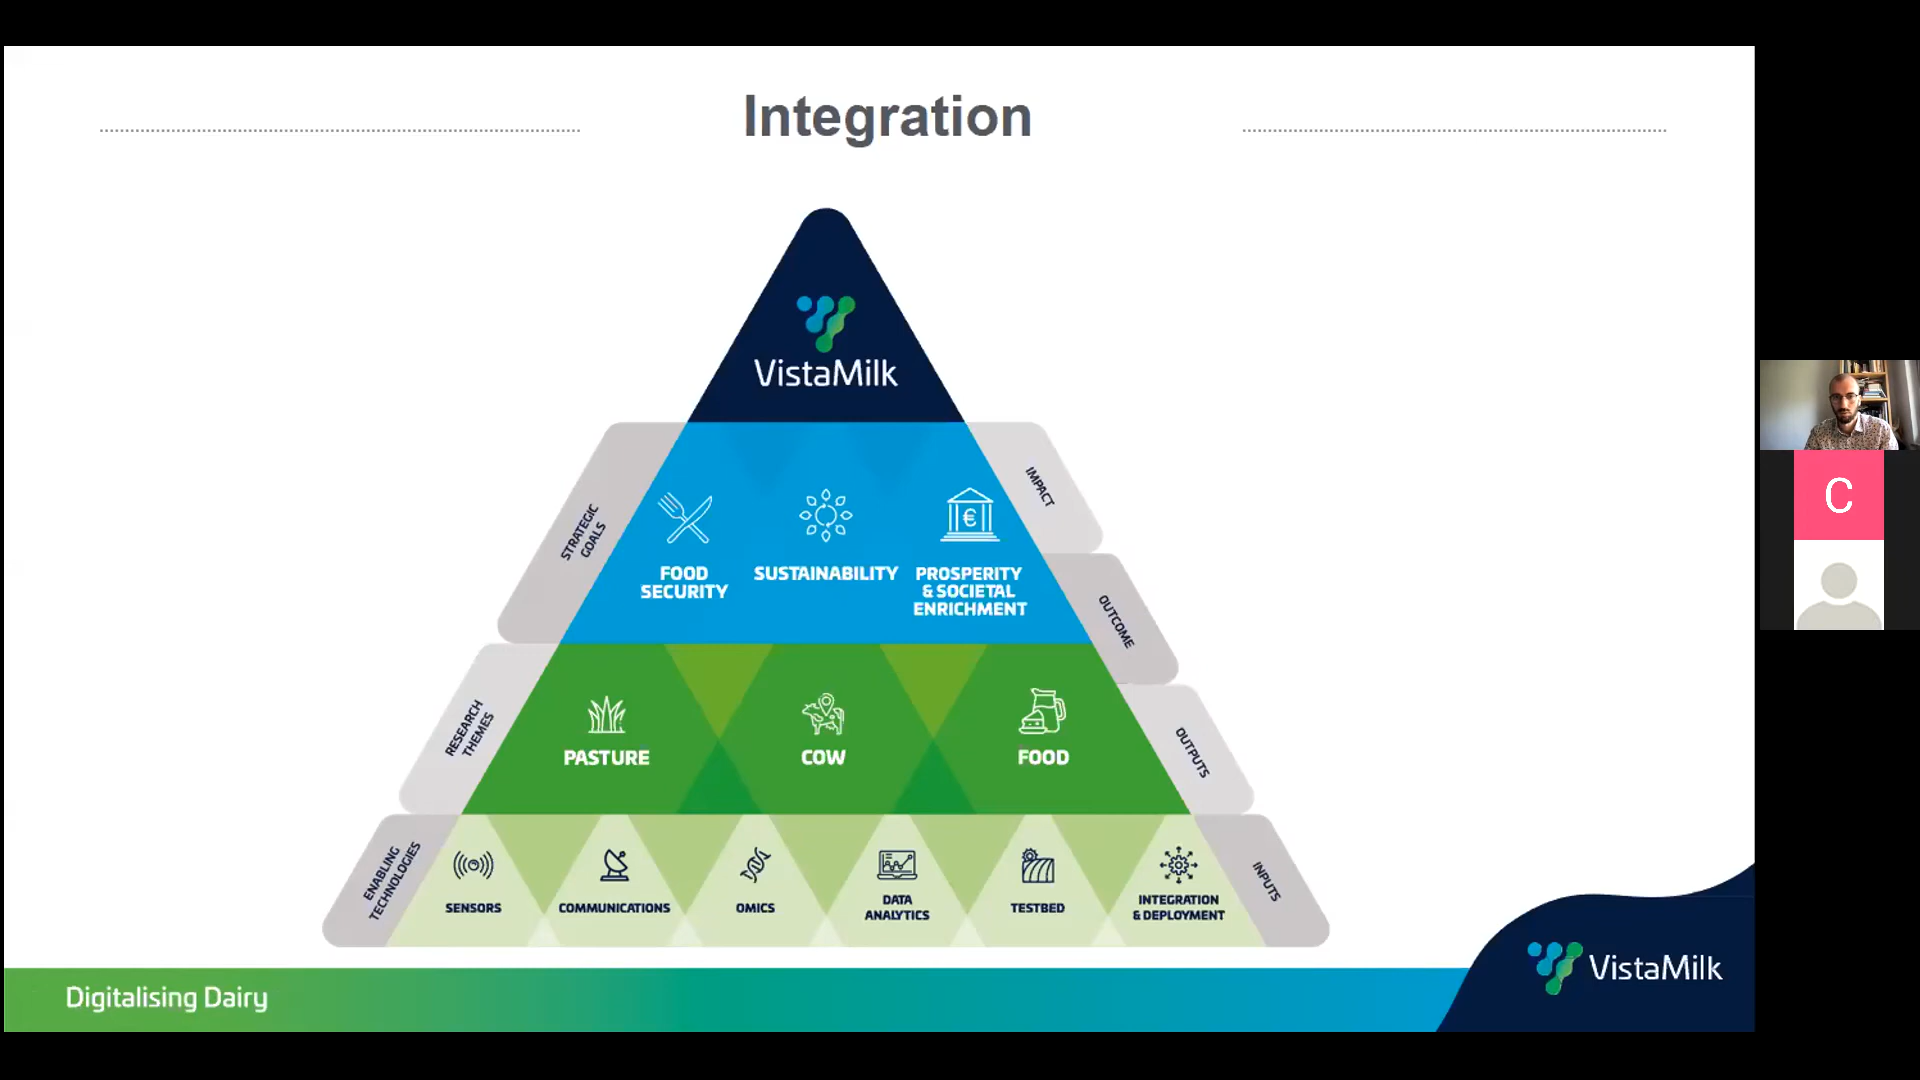 Integration
VistaMilk
STRATEGIC
GOALS
IMPACT
FOOD
SECURITY
SUSTAINABILITY
PROSPERITY
& SOCIETAL
ENRICHMENT
OUTCOME
RESEARCH
THEMES
PASTURE
COW
FOOD
OUTPUTS
ENABLING
TECHNOLOGIES
SENSORS
COMMUNICATIONS
OMICS
DATA
ANALYTICS
TESTBED
INTEGRATION
& DEPLOYMENT
INPUTS
Digitalising Dairy
VistaMilk
€
C